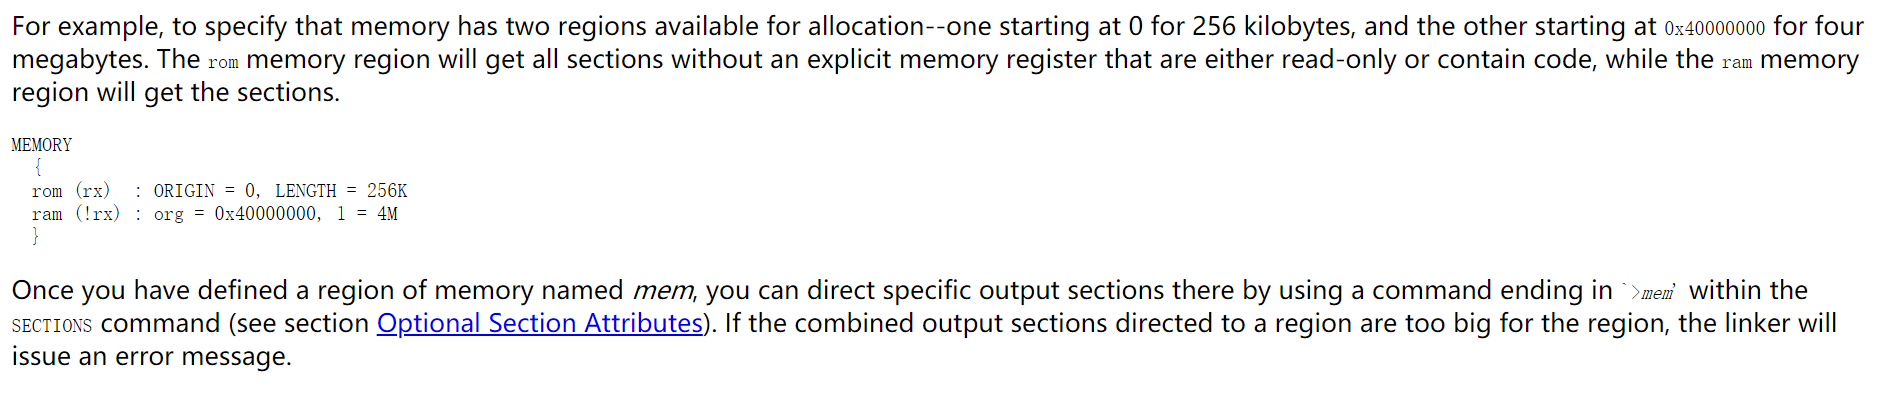 For example, to specify that memory has two regions available for allocation--one starting at 0 for 256 kilobytes, and the other starting at 0x40000000 for four
megabytes. The rom memory region will get all sections without an explicit memory register that are either read-only or contain code, while the ram memory
region will get the sections.
MEMORY
{
rom (rx)  : ORIGIN = 0, LENGTH = 256K
ram (!rx) : org = 0x40000000, l = 4M
}
Once you have defined a region of memory named mem, you can direct specific output sections there by using a command ending in `>mem' within the
SECTIONS command (see section Optional Section Attributes). If the combined output sections directed to a region are too big for the region, the linker will
issue an error message.